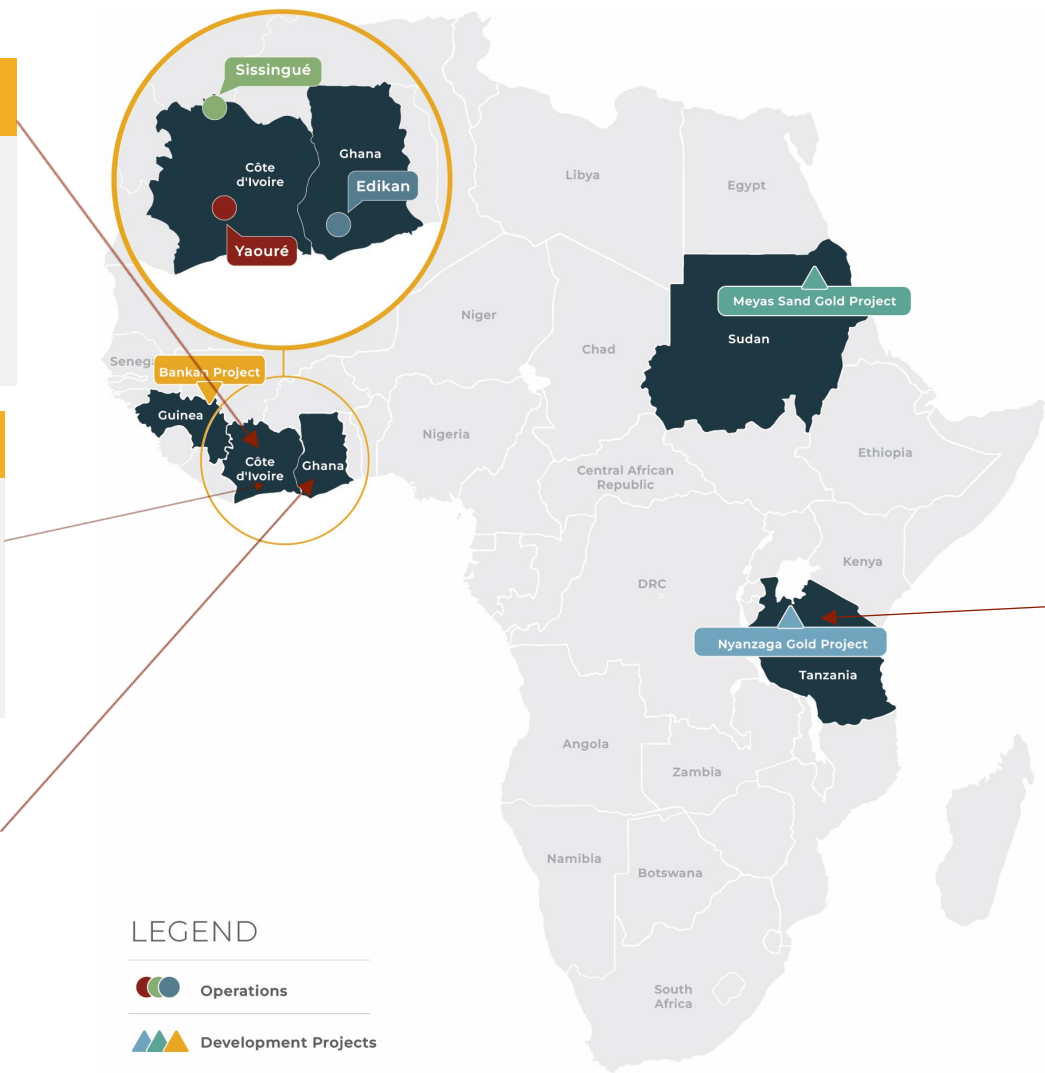 Sissingué
Ghana
Côte
d'Ivoire
Edikan
Yaouré
Libya
Egypt
Meyas Sand Gold Project
Niger
Sudan
Chad
Seneg
Bankan Project
Guinea
Nigeria
Ethiopia
Côte
d'Ivoire
Ghana
Central African
Republic
Kenya
DRC
Nyanzaga Gold Project
Tanzania
Angola
Zambia
Namibia
Botswana
South
Africa
LEGEND
Operations
Development Projects